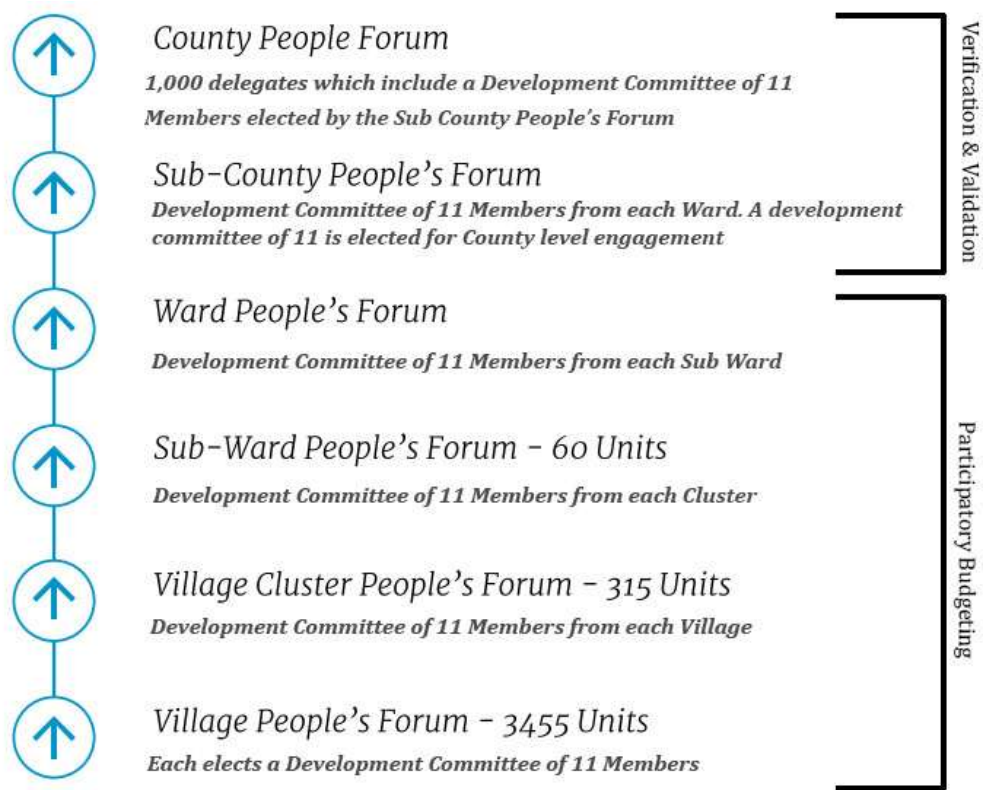 County People Forum
1,000 delegates which include a Development Committee of 11
Members elected by the Sub County People's Forum
Sub-County People's Forum
Development Committee of 11 Members from each Ward. A development
committee of 11 is elected for County level engagement
Verification & Validation
Ward People's Forum
Development Committee of 11 Members from each Sub Ward
Sub-Ward People's Forum - 60 Units
Development Committee of 11 Members from each Cluster
Village Cluster People's Forum - 315 Units
Development Committee of 11 Members from each Village
Village People's Forum - 3455 Units
Each elects a Development Committee of 11 Members
Participatory Budgeting